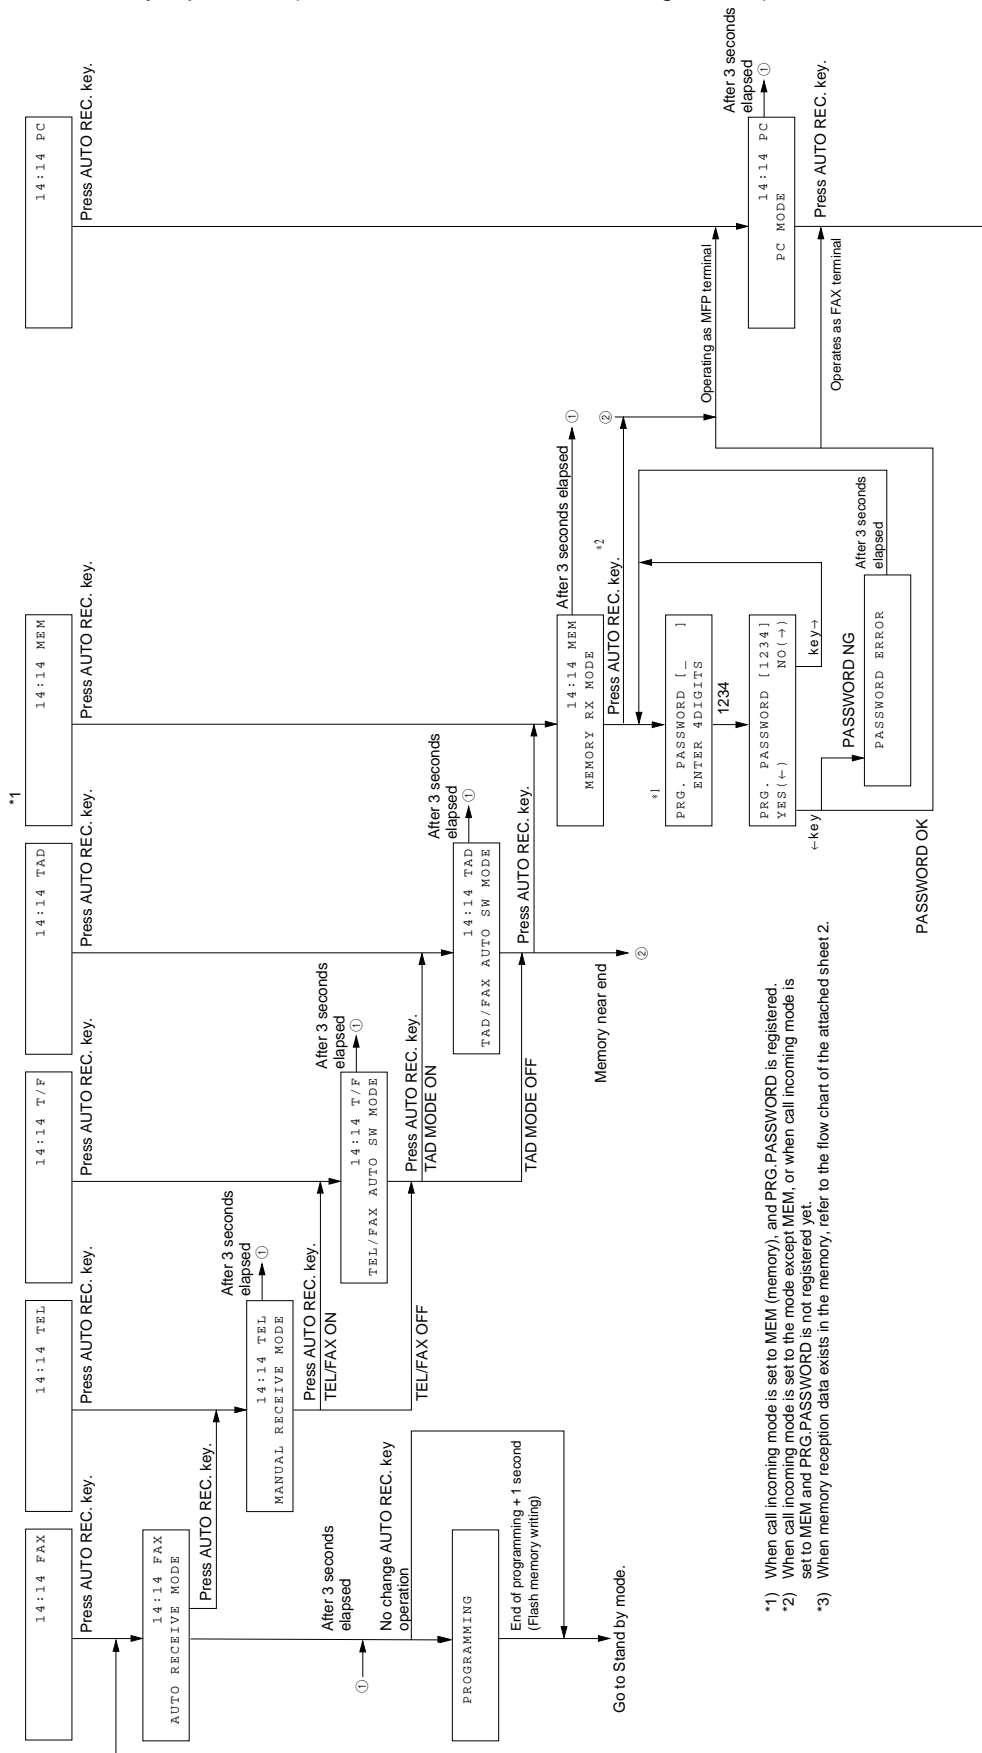 14:14 FAX
Press AUTO REC. key.
14:14 FAX
AUTO RECEIVE MODE
Press AUTO REC. key.
After 3 seconds
elapsed
①
No change AUTO REC. key
operation
PROGRAMMING
End of programming + 1 second
(Flash memory writing)
Go to Stand by mode.
14:14 TEL
Press AUTO REC. key.
14:14 TEL
MANUAL RECEIVE MODE
After 3 seconds
elapsed
①
Press AUTO REC. key.
TEL/FAX ON
TEL/FAX OFF
14:14 T/F
Press AUTO REC. key.
14:14 T/F
TEL/FAX AUTO SW MODE
After 3 seconds
elapsed
①
Press AUTO REC. key.
TAD MODE ON
TAD MODE OFF
14:14 TAD
Press AUTO REC. key.
14:14 TAD
TAD/FAX AUTO SW MODE
After 3 seconds
elapsed
①
Press AUTO REC. key.
Memory near end
②
*1
14:14 MEM
Press AUTO REC. key.
14:14 MEM
MEMORY RX MODE
After 3 seconds elapsed
①
Press AUTO REC. key.
*2
②
*1
PRG. PASSWORD [_ ]
ENTER 4DIGITS
1234
PRG. PASSWORD [1234]
YES(←) NO(→)
←key
key→
PASSWORD NG
PASSWORD ERROR
After 3 seconds
elapsed
PASSWORD OK
Operating as MFP terminal
Operates as FAX terminal
14:14 PC
Press AUTO REC. key.
14:14 PC
PC MODE
After 3 seconds
elapsed
①
Press AUTO REC. key.
*1) When call incoming mode is set to MEM (memory), and PRG.PASSWORD is registered.
*2) When call incoming mode is set to the mode except MEM, or when call incoming mode is
set to MEM and PRG.PASSWORD is not registered yet.
*3) When memory reception data exists in the memory, refer to the flow chart of the attached sheet 2.